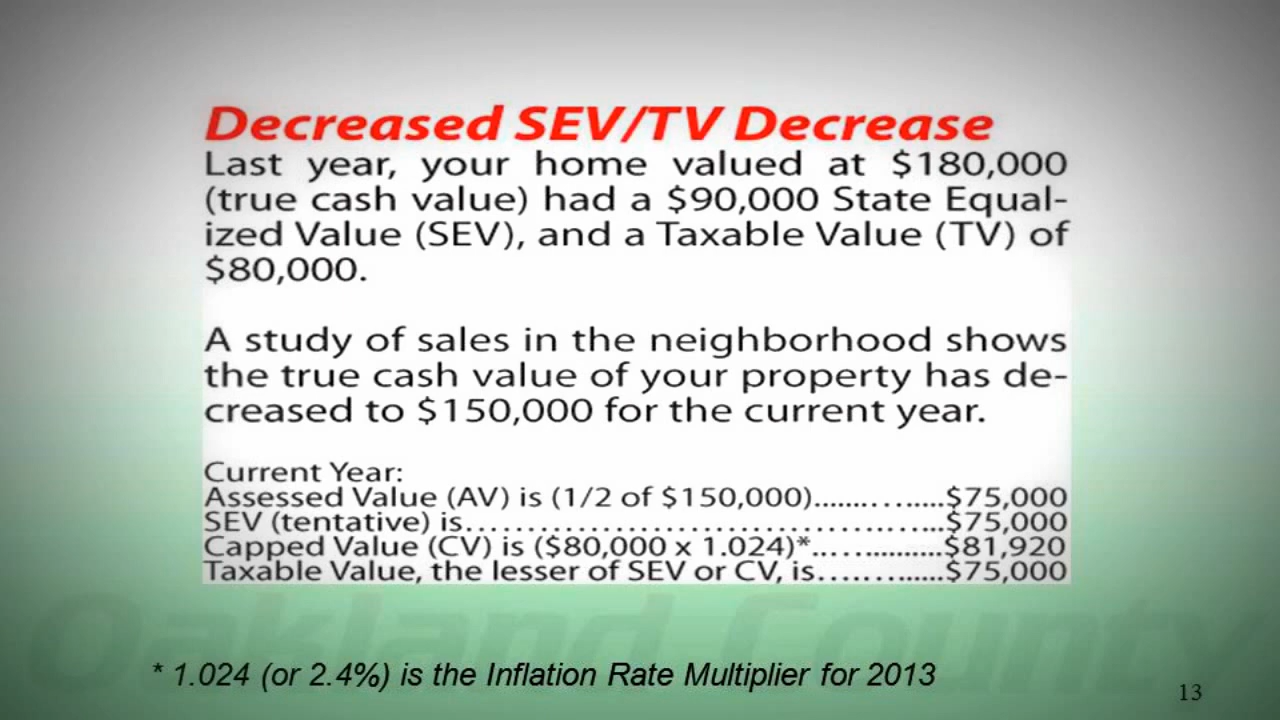 Decreased SEV/TV Decrease
Last year, your home valued at $180,000
(true cash value) had a $90,000 State Equal-
ized Value (SEV), and a Taxable Value (TV) of
$80,000.
A study of sales in the neighborhood shows
the true cash value of your property has de-
creased to $150,000 for the current year.
Current Year:
Assessed Value (AV) is (1/2 of $150,000)..................$75,000
SEV (tentative) is.............................................$75,000
Capped Value (CV) is ($80,000 x 1.024)*.................$81,920
Taxable Value, the lesser of SEV or CV, is...............$75,000
Oakland County
* 1.024 (or 2.4%) is the Inflation Rate Multiplier for 2013
13